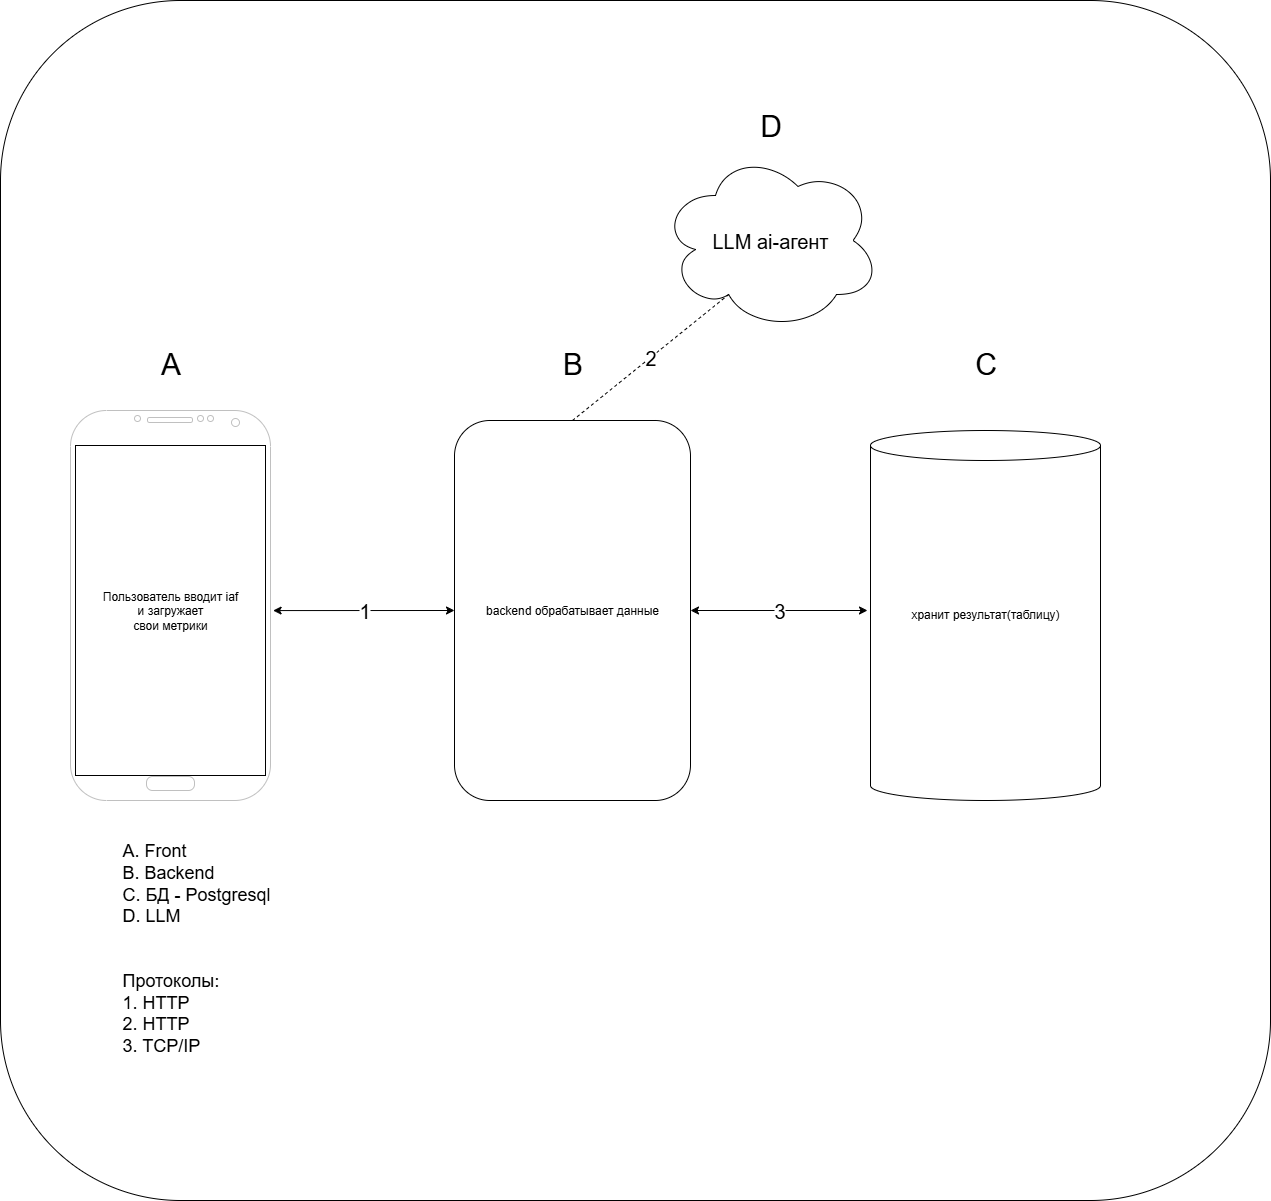 D
LLM ai-агент
A
B
2
C
Пользователь вводит iaf
и загружает
свои метрики
1
backend обрабатывает данные
3
хранит результат(таблицу)
A. Front
B. Backend
C. БД - Postgresql
D. LLM
Протоколы:
1. HTTP
2. HTTP
3. TCP/IP